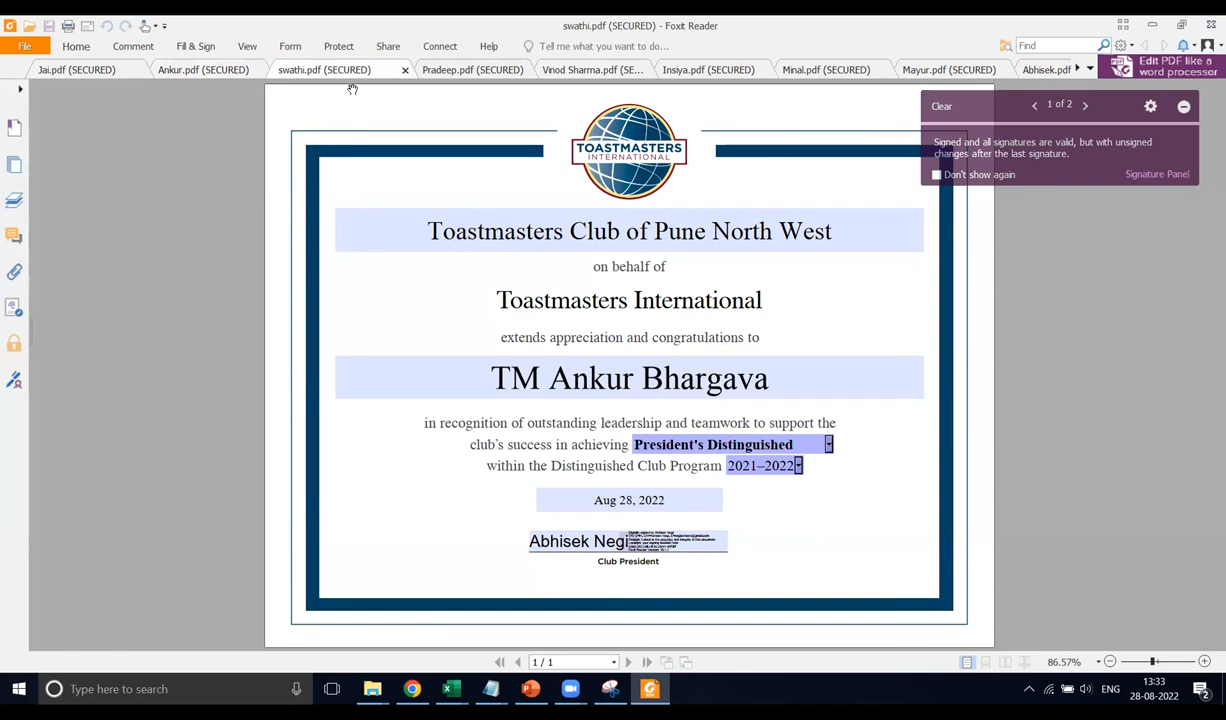 swathi.pdf (SECURED) - Foxit Reader
File Home Comment Fill & Sign View Form Protect Share Connect Help Tell me what you want to do... Find
Jai.pdf (SECURED) Ankur.pdf (SECURED) swathi.pdf (SECURED) Pradeep.pdf (SECURED) Vinod Sharma.pdf (SE... Insiya.pdf (SECURED) Minal.pdf (SECURED) Mayur.pdf (SECURED) Abhisek.pdf
Edit PDF like a
word processor
Clear 1 of 2
Signed and all signatures are valid, but with unsigned
changes after the last signature.
Don't show again Signature Panel
TOASTMASTERS
INTERNATIONAL
Toastmasters Club of Pune North West
on behalf of
Toastmasters International
extends appreciation and congratulations to
TM Ankur Bhargava
in recognition of outstanding leadership and teamwork to support the
club's success in achieving President's Distinguished
within the Distinguished Club Program 2021–2022
Aug 28, 2022
Abhisek Negi
Club President
1 / 1
86.57%
Type here to search
ENG
13:33
28-08-2022
2